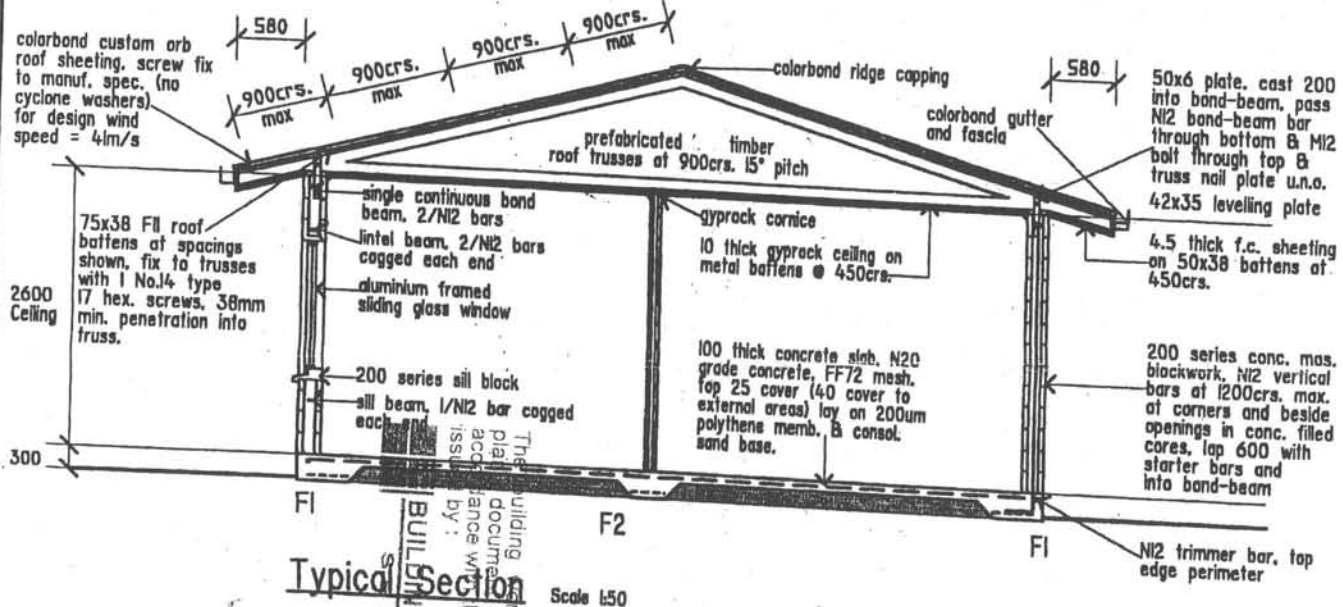 colorbond custom orb
roof sheeting, screw fix
to manuf. spec. (no
cyclone washers)
for design wind
speed = 41m/s
580
900crs.
max
900crs.
max
900crs.
max
900crs.
max
colorbond ridge capping
prefabricated timber
roof trusses at 900crs. 15° pitch
colorbond gutter
and fascia
580
50x6 plate, cast 200
into bond-beam, pass
N12 bond-beam bar
through bottom & M12
bolt through top &
truss nail plate u.n.o.
42x35 levelling plate
4.5 thick f.c. sheeting
on 50x38 battens at
450crs.
75x38 F11 roof
battens at spacings
shown, fix to trusses
with 1 No.14 type
17 hex. screws, 38mm
min. penetration into
truss.
2600
Ceiling
300
single continuous bond
beam, 2/N12 bars
lintel beam, 2/N12 bars
cogged each end
aluminium framed
sliding glass window
200 series sill block
sill beam, 1/N12 bar cogged
each end
gyprock cornice
10 thick gyprock ceiling on
metal battens @ 450crs.
100 thick concrete slab, N20
grade concrete, FF72 mesh,
top 25 cover (40 cover to
external areas) lay on 200um
polythene memb. & consol.
sand base.
200 series conc. mas.
blockwork, N12 vertical
bars at 1200crs. max.
at corners and beside
openings in conc. filled
cores, lap 600 with
starter bars and
into bond-beam
N12 trimmer bar, top
edge perimeter
F1
F2
F1
by :
Typical Section
Scale 1:50